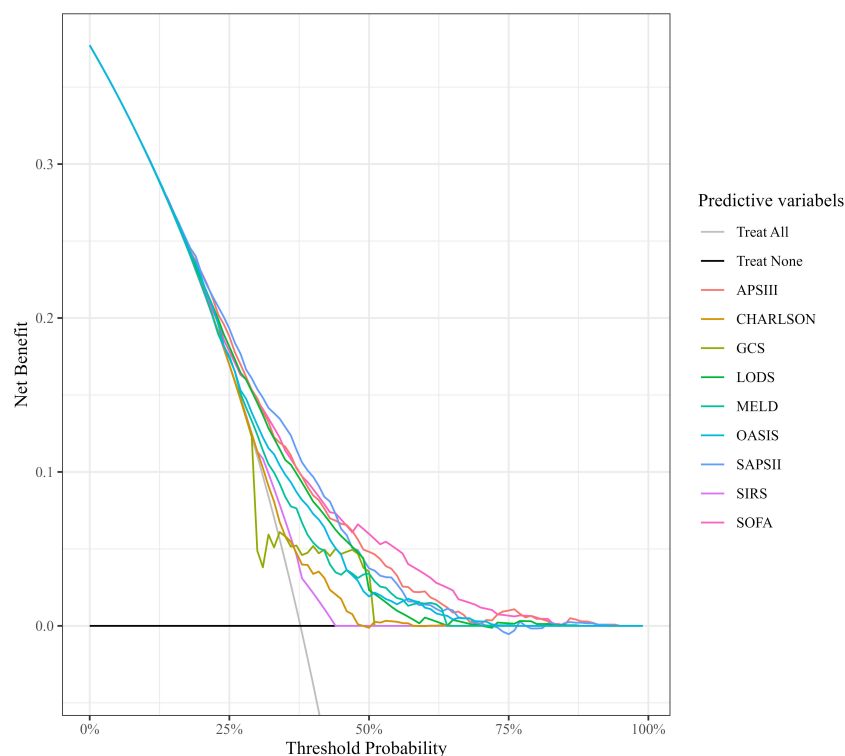 Net Benefit
0.3
0.2
0.1
0.0
0%
25%
50%
75%
100%
Threshold Probability
Predictive variabels
Treat All
Treat None
APSIII
CHARLSON
GCS
LODS
MELD
OASIS
SAPSII
SIRS
SOFA